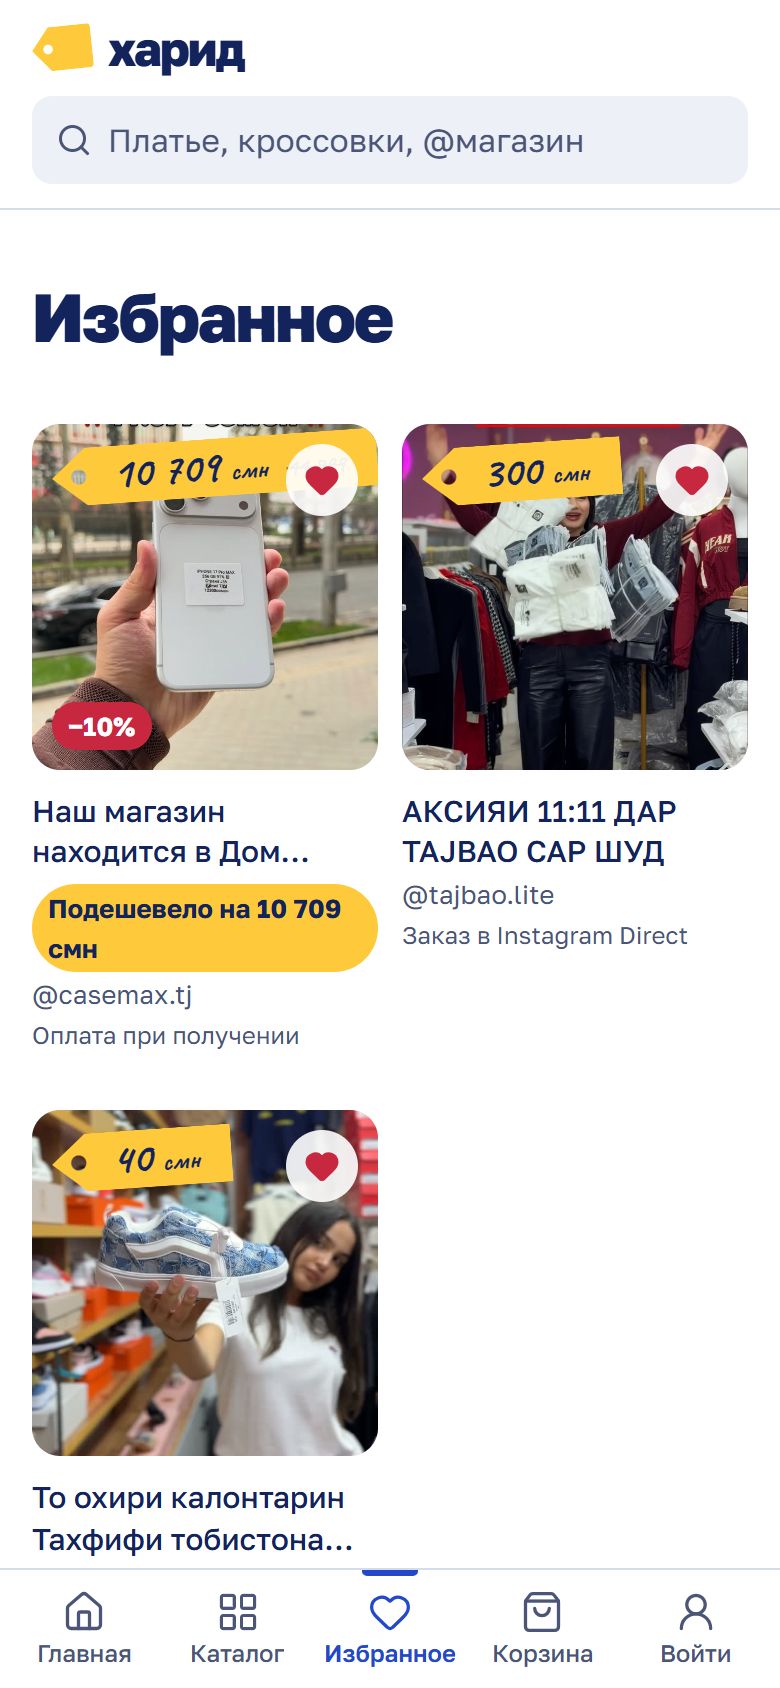 харид
Платье, кроссовки, @магазин
Избранное
10 709 смн
300 смн
−10%
Наш магазин
находится в Дом...
Подешевело на 10 709
смн
@casemax.tj
Оплата при получении
АКСИЯИ 11:11 ДАР
TAJBAO САР ШУД
@tajbao.lite
Заказ в Instagram Direct
40 смн
То охири калонтарин
Тахфифи тобистона...
Главная
Каталог
Избранное
Корзина
Войти